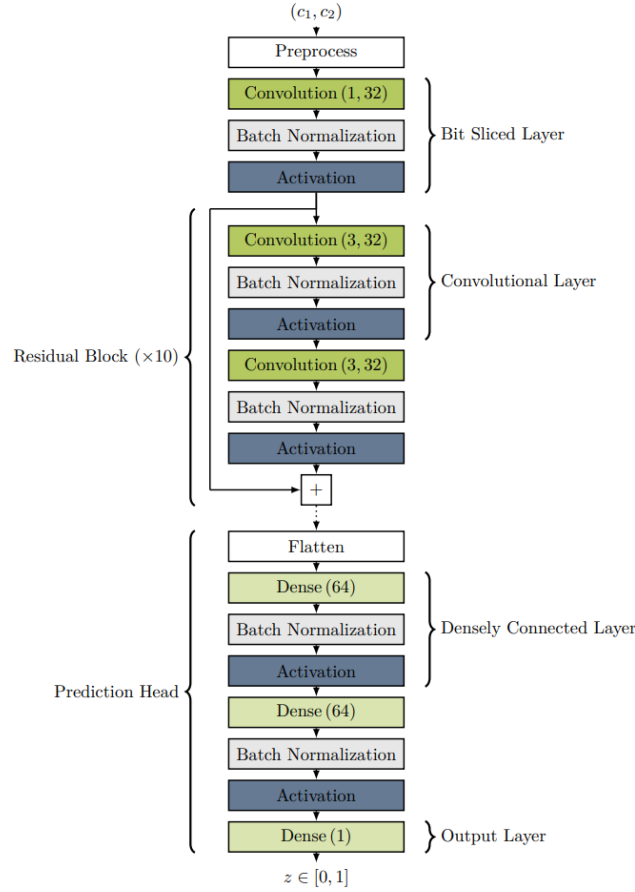 (c₁, c₂)
Preprocess
Convolution (1, 32)
Batch Normalization
Bit Sliced Layer
Activation
Convolution (3, 32)
Batch Normalization
Convolutional Layer
Activation
Residual Block (×10)
Convolution (3, 32)
Batch Normalization
Activation
+
Flatten
Dense (64)
Batch Normalization
Densely Connected Layer
Activation
Prediction Head
Dense (64)
Batch Normalization
Activation
Dense (1)
Output Layer
z ∈ [0, 1]